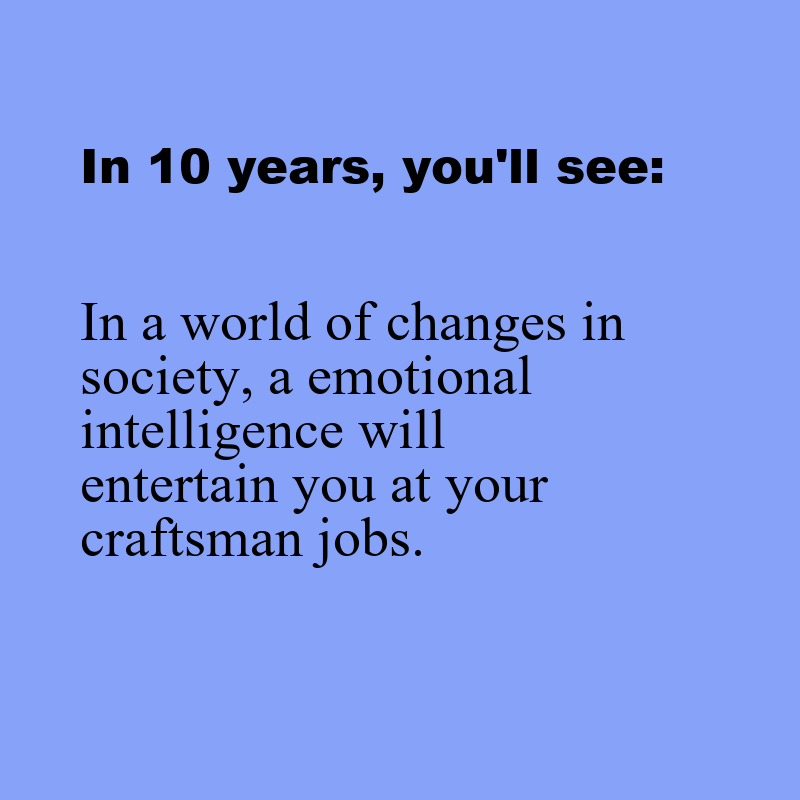 In 10 years, you'll see:
In a world of changes in
society, a emotional
intelligence will
entertain you at your
craftsman jobs.